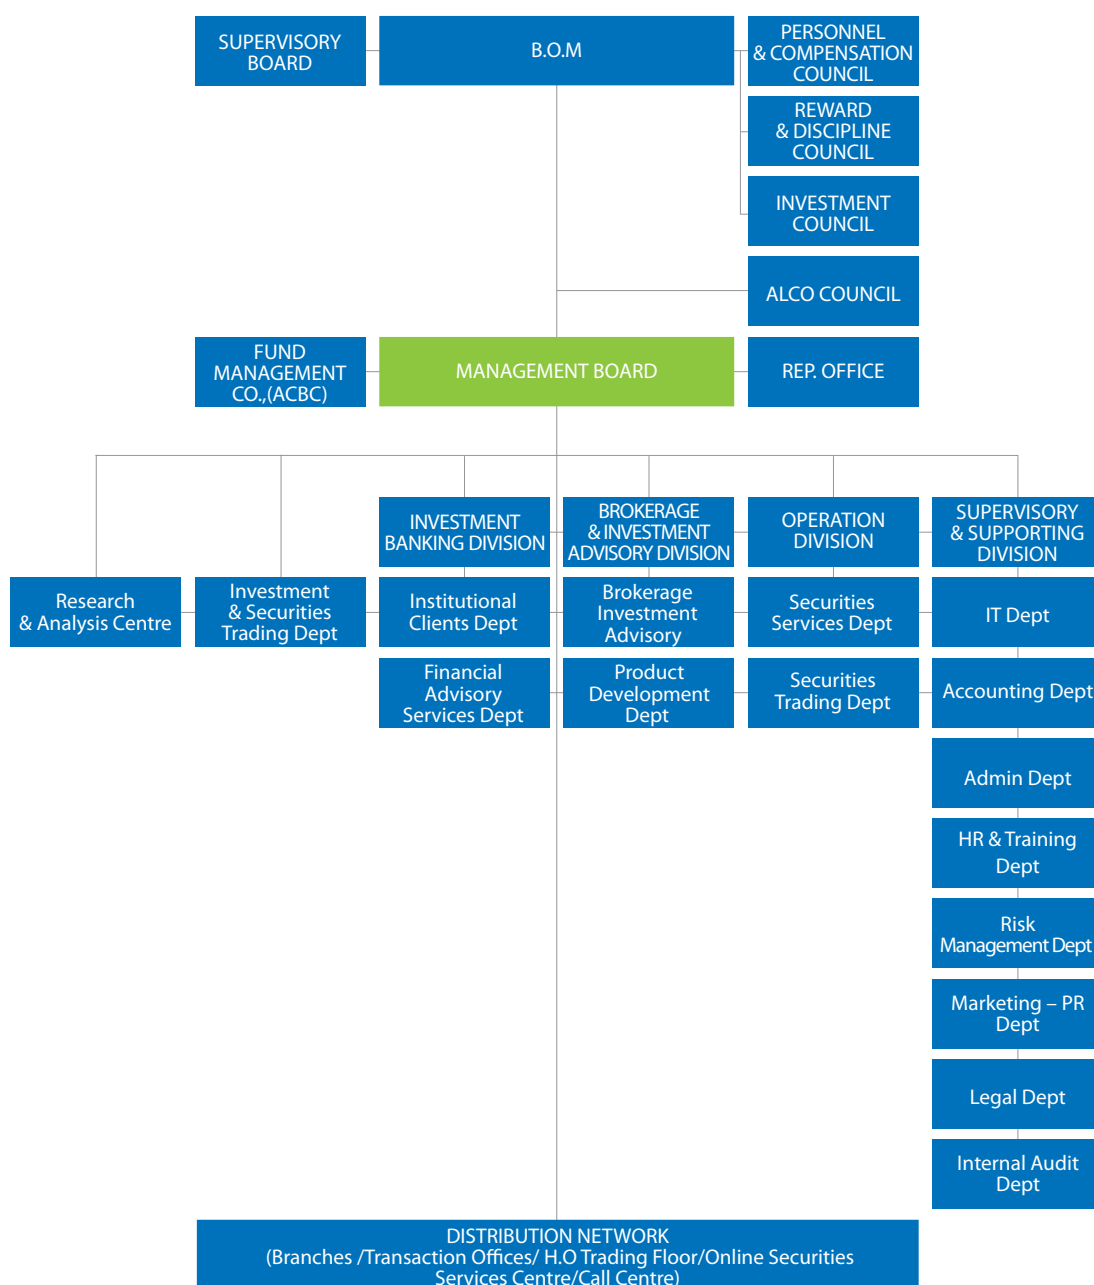 SUPERVISORY
BOARD
B.O.M
PERSONNEL
& COMPENSATION
COUNCIL
REWARD
& DISCIPLINE
COUNCIL
INVESTMENT
COUNCIL
ALCO COUNCIL
FUND
MANAGEMENT
CO.,(ACBC)
MANAGEMENT BOARD
REP. OFFICE
INVESTMENT
BANKING DIVISION
BROKERAGE
& INVESTMENT
ADVISORY DIVISION
OPERATION
DIVISION
SUPERVISORY
& SUPPORTING
DIVISION
Research
& Analysis Centre
Investment
& Securities
Trading Dept
Institutional
Clients Dept
Brokerage
Investment
Advisory
Securities
Services Dept
IT Dept
Financial
Advisory
Services Dept
Product
Development
Dept
Securities
Trading Dept
Accounting Dept
Admin Dept
HR & Training
Dept
Risk
Management Dept
Marketing – PR
Dept
Legal Dept
Internal Audit
Dept
DISTRIBUTION NETWORK
(Branches /Transaction Offices/ H.O Trading Floor/Online Securities
Services Centre/Call Centre)